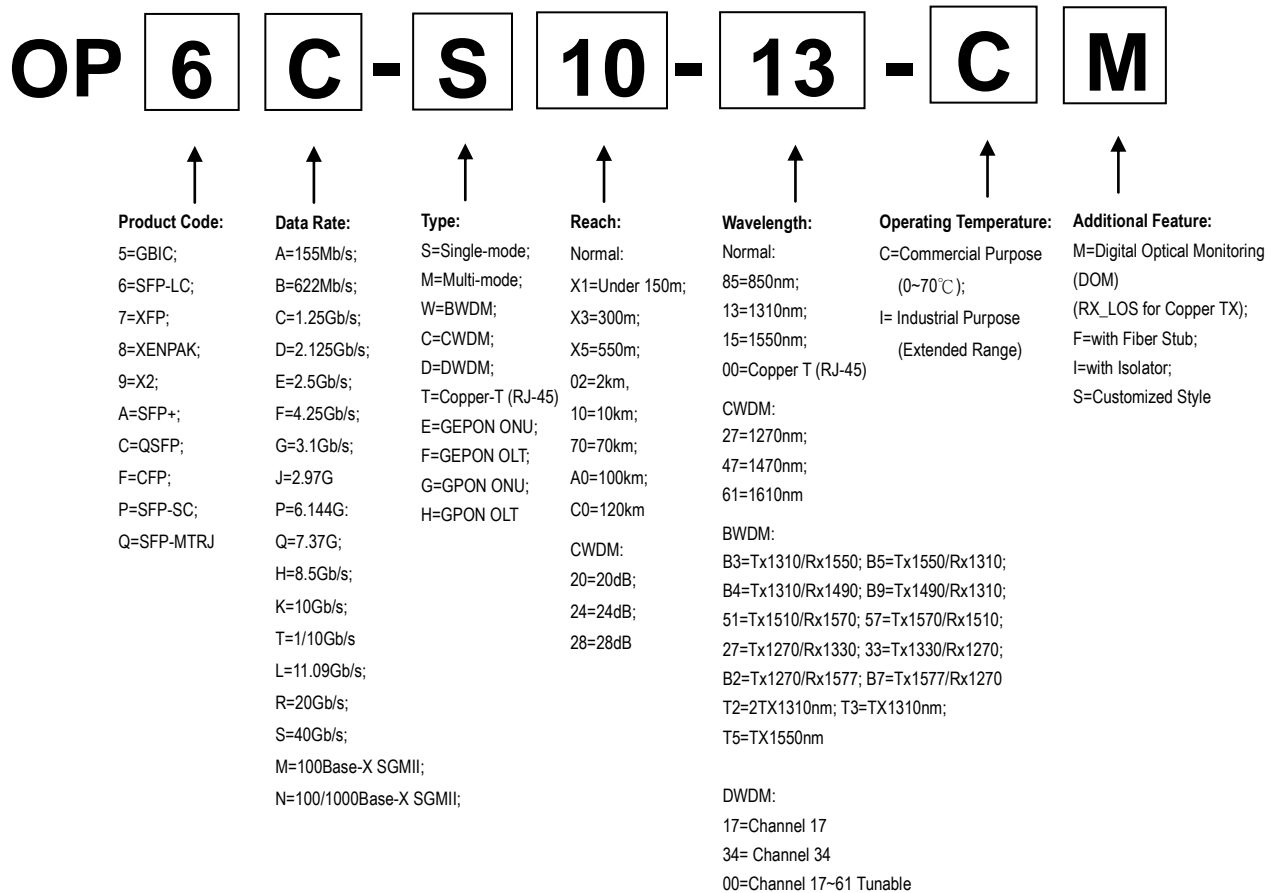 OP 6 C - S 10 - 13 - C M
Product Code:
5=GBIC;
6=SFP-LC;
7=XFP;
8=XENPAK;
9=X2;
A=SFP+;
C=QSFP;
F=CFP;
P=SFP-SC;
Q=SFP-MTRJ
Data Rate:
A=155Mb/s;
B=622Mb/s;
C=1.25Gb/s;
D=2.125Gb/s;
E=2.5Gb/s;
F=4.25Gb/s;
G=3.1Gb/s;
J=2.97G
P=6.144G:
Q=7.37G;
H=8.5Gb/s;
K=10Gb/s;
T=1/10Gb/s
L=11.09Gb/s;
R=20Gb/s;
S=40Gb/s;
M=100Base-X SGMII;
N=100/1000Base-X SGMII;
Type:
S=Single-mode;
M=Multi-mode;
W=BWDM;
C=CWDM;
D=DWDM;
T=Copper-T (RJ-45)
E=GEPON ONU;
F=GEPON OLT;
G=GPON ONU;
H=GPON OLT
Reach:
Normal:
X1=Under 150m;
X3=300m;
X5=550m;
02=2km,
10=10km;
70=70km;
A0=100km;
C0=120km
CWDM:
20=20dB;
24=24dB;
28=28dB
Wavelength:
Normal:
85=850nm;
13=1310nm;
15=1550nm;
00=Copper T (RJ-45)
CWDM:
27=1270nm;
47=1470nm;
61=1610nm
BWDM:
B3=Tx1310/Rx1550; B5=Tx1550/Rx1310;
B4=Tx1310/Rx1490; B9=Tx1490/Rx1310;
51=Tx1510/Rx1570; 57=Tx1570/Rx1510;
27=Tx1270/Rx1330; 33=Tx1330/Rx1270;
B2=Tx1270/Rx1577; B7=Tx1577/Rx1270
T2=2TX1310nm; T3=TX1310nm;
T5=TX1550nm
DWDM:
17=Channel 17
34= Channel 34
00=Channel 17~61 Tunable
Operating Temperature:
C=Commercial Purpose
(0~70℃);
I= Industrial Purpose
(Extended Range)
Additional Feature:
M=Digital Optical Monitoring
(DOM)
(RX_LOS for Copper TX);
F=with Fiber Stub;
I=with Isolator;
S=Customized Style